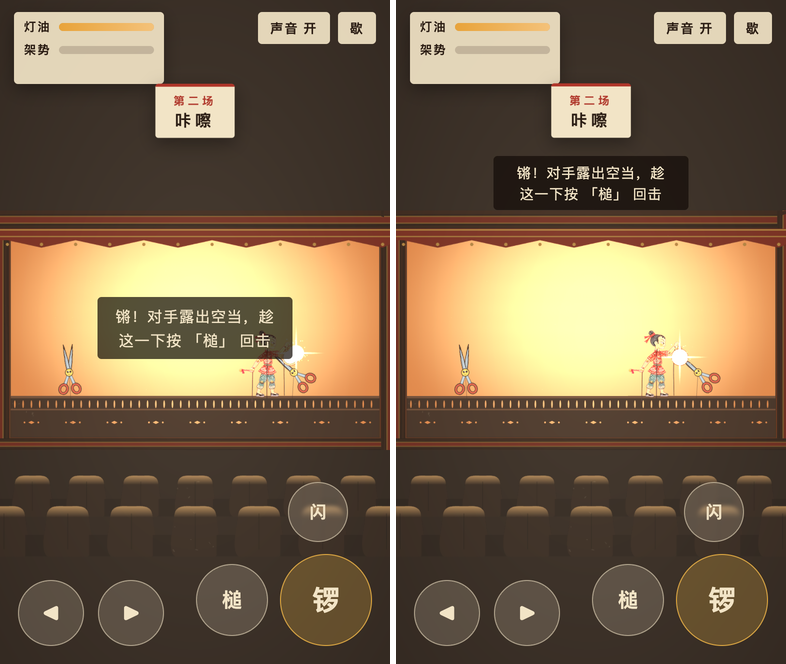 灯油
架势
声音 开
歇
第二场
咔嚓
锵！对手露出空当，趁
这一下按 「槌」 回击
闪
槌
锣
灯油
架势
声音 开
歇
第二场
咔嚓
锵！对手露出空当，趁
这一下按 「槌」 回击
闪
槌
锣